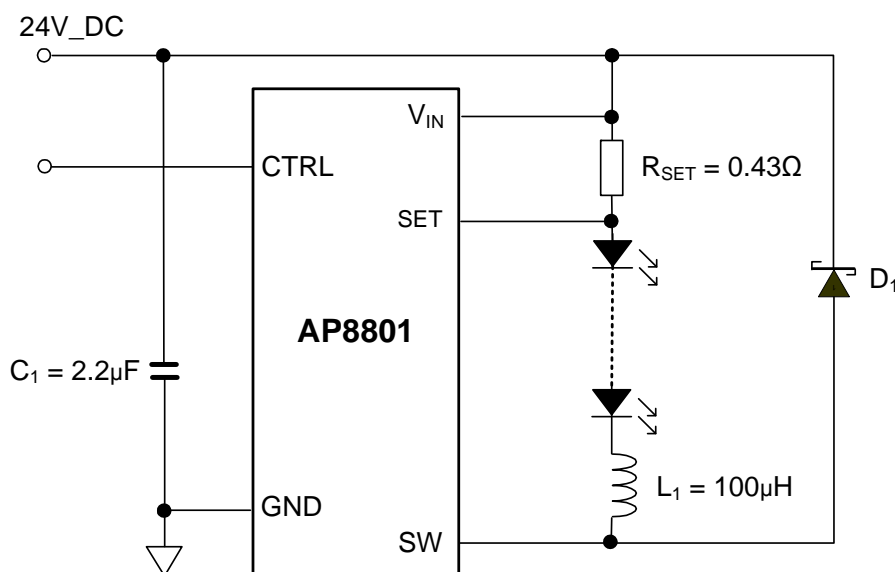 24V_DC
V_IN
CTRL
R_SET = 0.43Ω
SET
AP8801
D_1
C_1 = 2.2µF
L_1 = 100µH
GND
SW